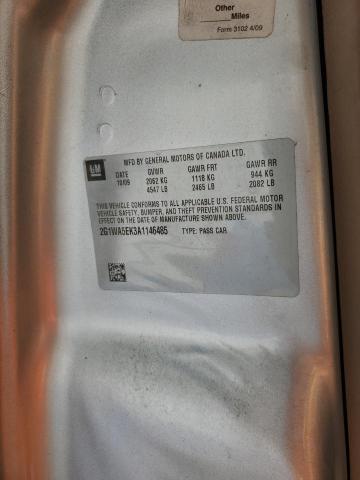 Other
______Miles
Form 3102 4/09
GM
MFD BY GENERAL MOTORS OF CANADA LTD.
DATE GVWR GAWR FRT GAWR RR
10/09 2062 KG 1118 KG 944 KG
4547 LB 2465 LB 2082 LB
THIS VEHICLE CONFORMS TO ALL APPLICABLE U.S. FEDERAL MOTOR
VEHICLE SAFETY, BUMPER, AND THEFT PREVENTION STANDARDS IN
EFFECT ON THE DATE OF MANUFACTURE SHOWN ABOVE.
2G1WA5EK3A1146485 TYPE: PASS CAR